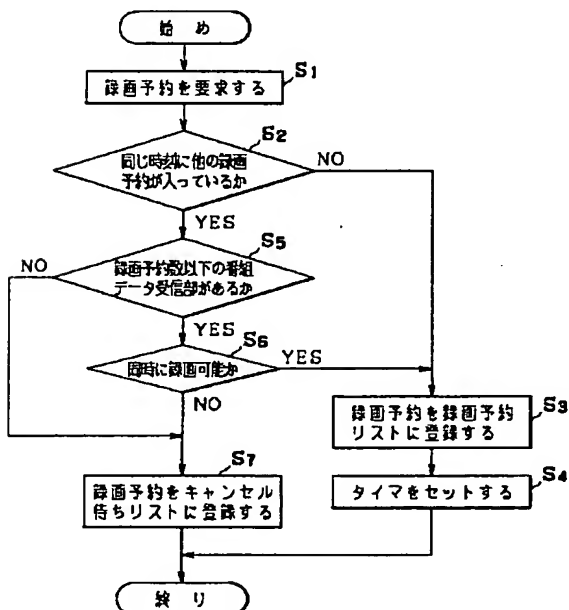 始め
S1
録画予約を要求する
S2
同じ時刻に他の録画
予約が入っているか
NO
YES
S5
NO
録画予約数以下の番組
データ受信部があるか
YES
S6
同時に録画可能か
YES
NO
S3
録画予約を録画予約
リストに登録する
S7
録画予約をキャンセル
待ちリストに登録する
S4
タイマをセットする
終り